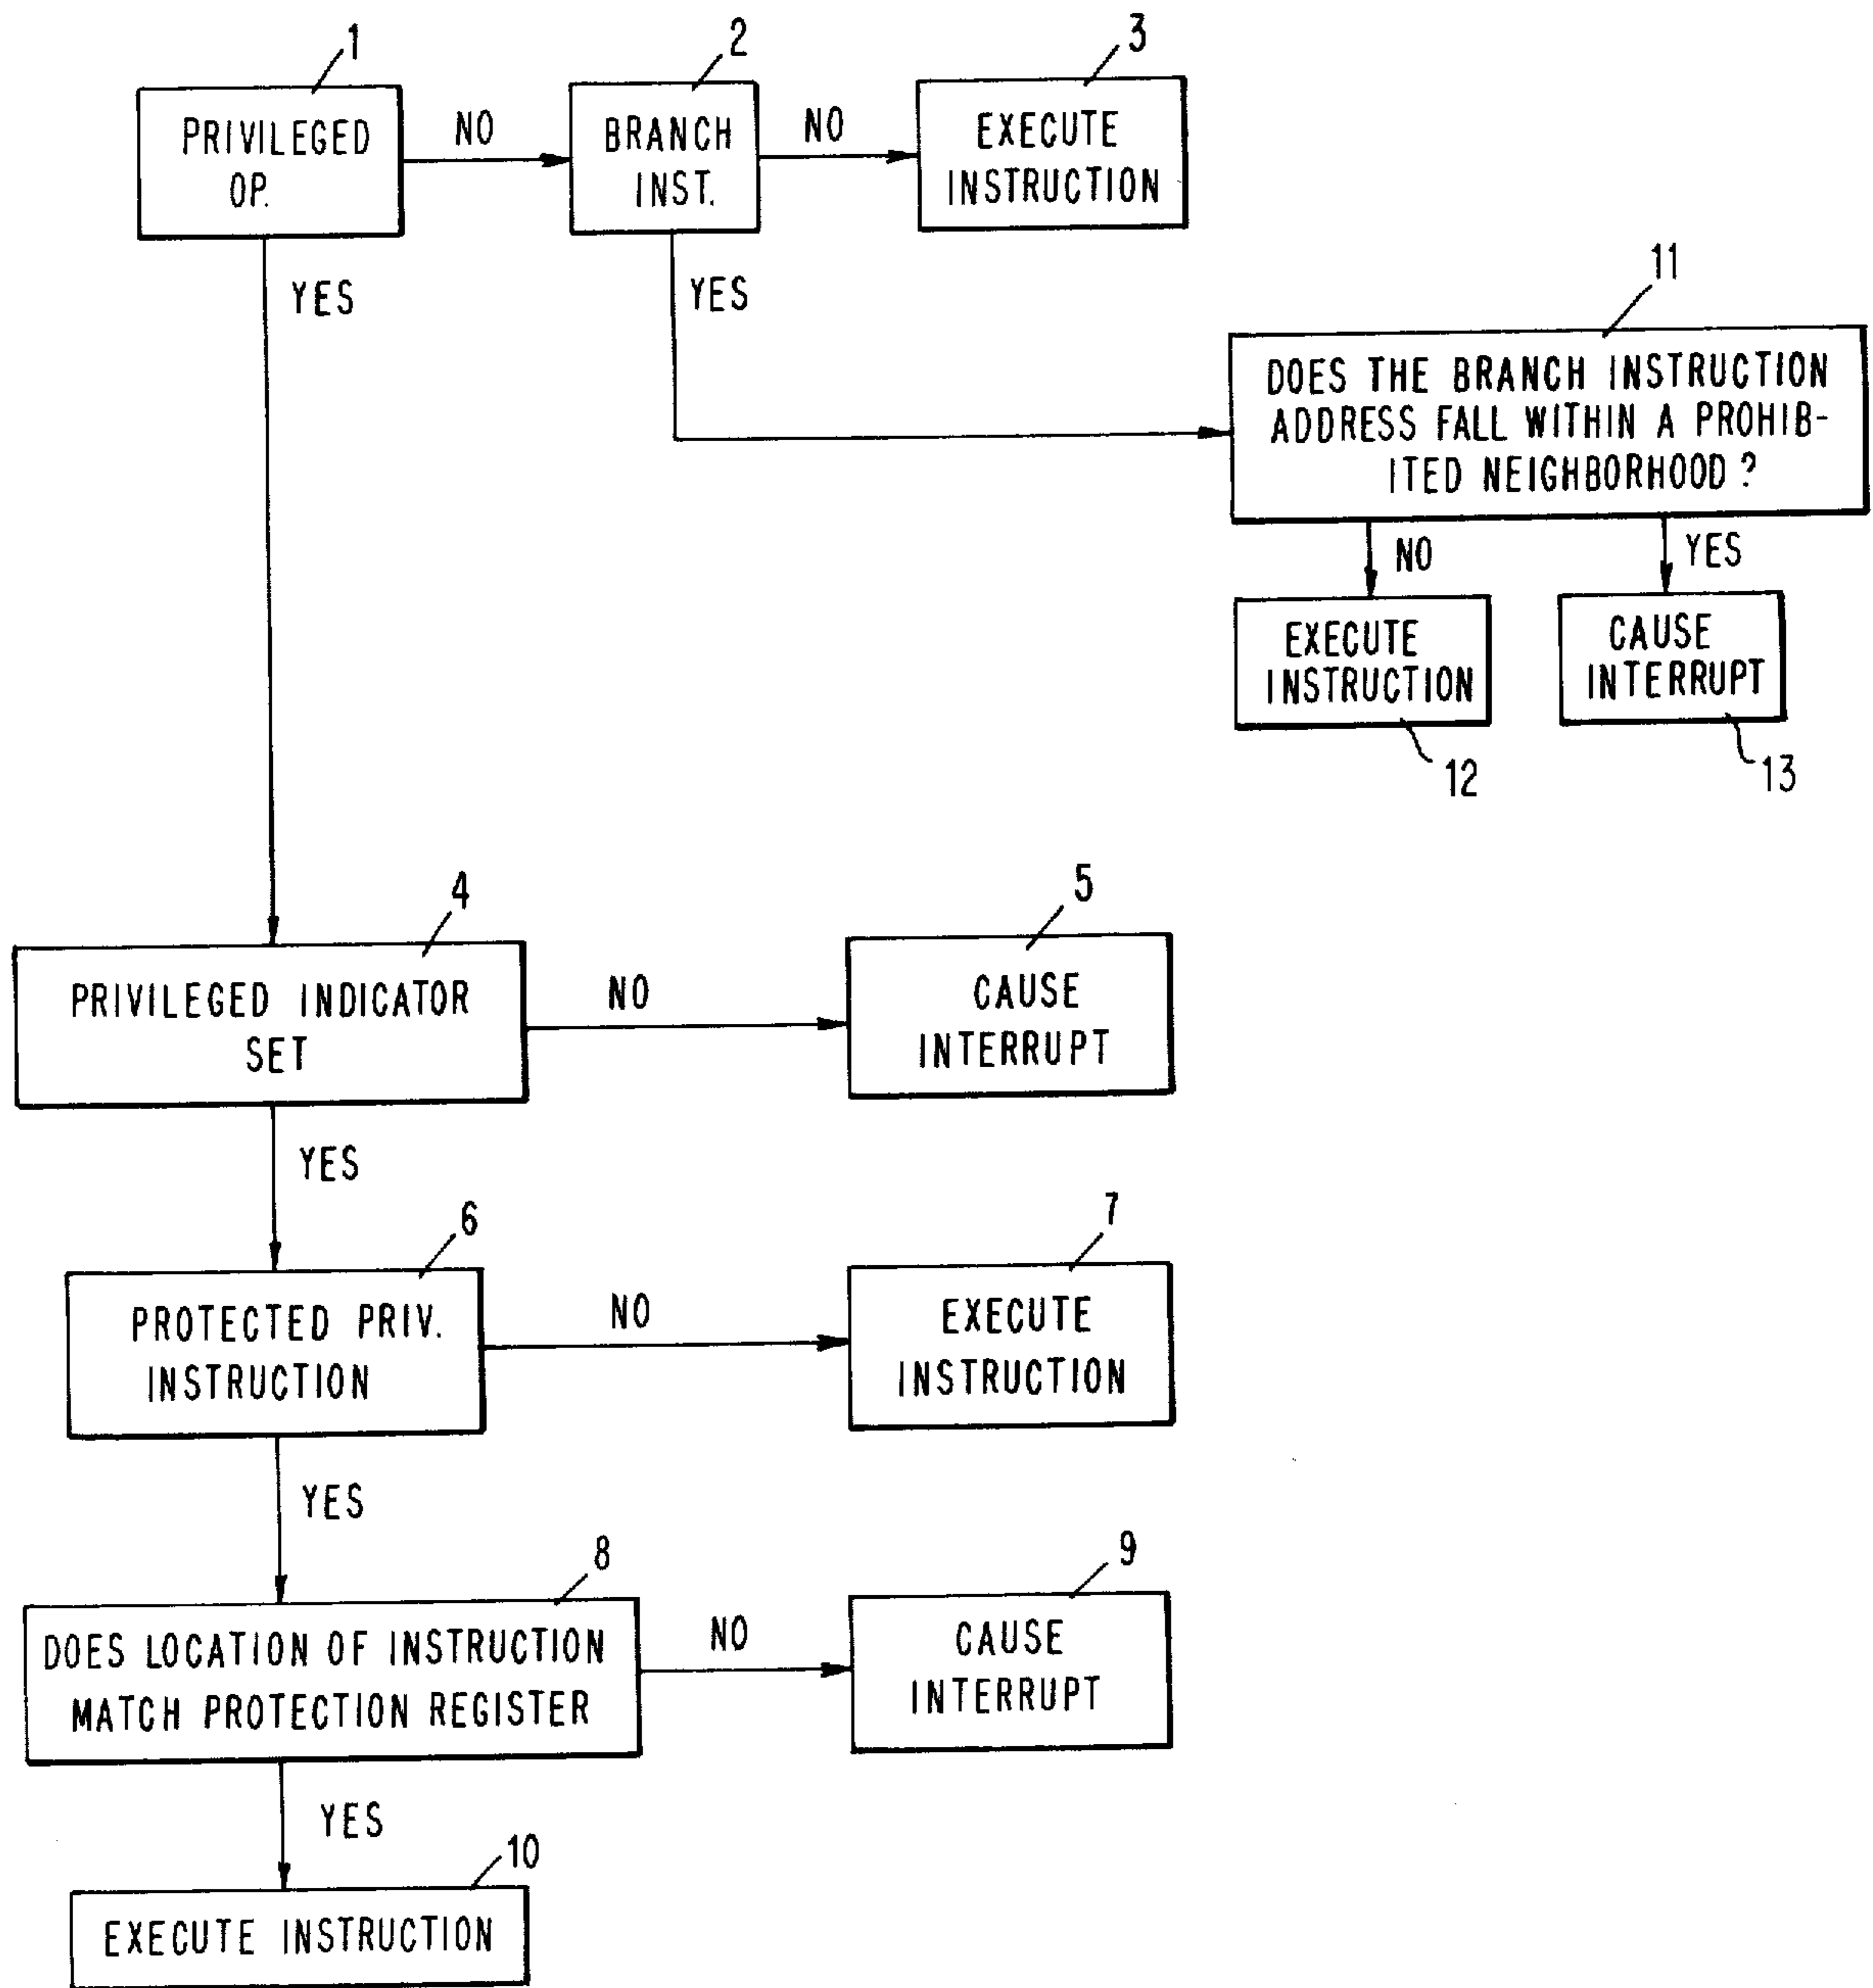 1
2
3
PRIVILEGED
OP.
NO
BRANCH
INST.
NO
EXECUTE
INSTRUCTION
YES
YES
11
DOES THE BRANCH INSTRUCTION
ADDRESS FALL WITHIN A PROHIB-
ITED NEIGHBORHOOD?
NO
YES
EXECUTE
INSTRUCTION
CAUSE
INTERRUPT
12
13
4
5
PRIVILEGED INDICATOR
SET
NO
CAUSE
INTERRUPT
YES
6
7
PROTECTED PRIV.
INSTRUCTION
NO
EXECUTE
INSTRUCTION
YES
8
9
DOES LOCATION OF INSTRUCTION
MATCH PROTECTION REGISTER
NO
CAUSE
INTERRUPT
YES
10
EXECUTE INSTRUCTION